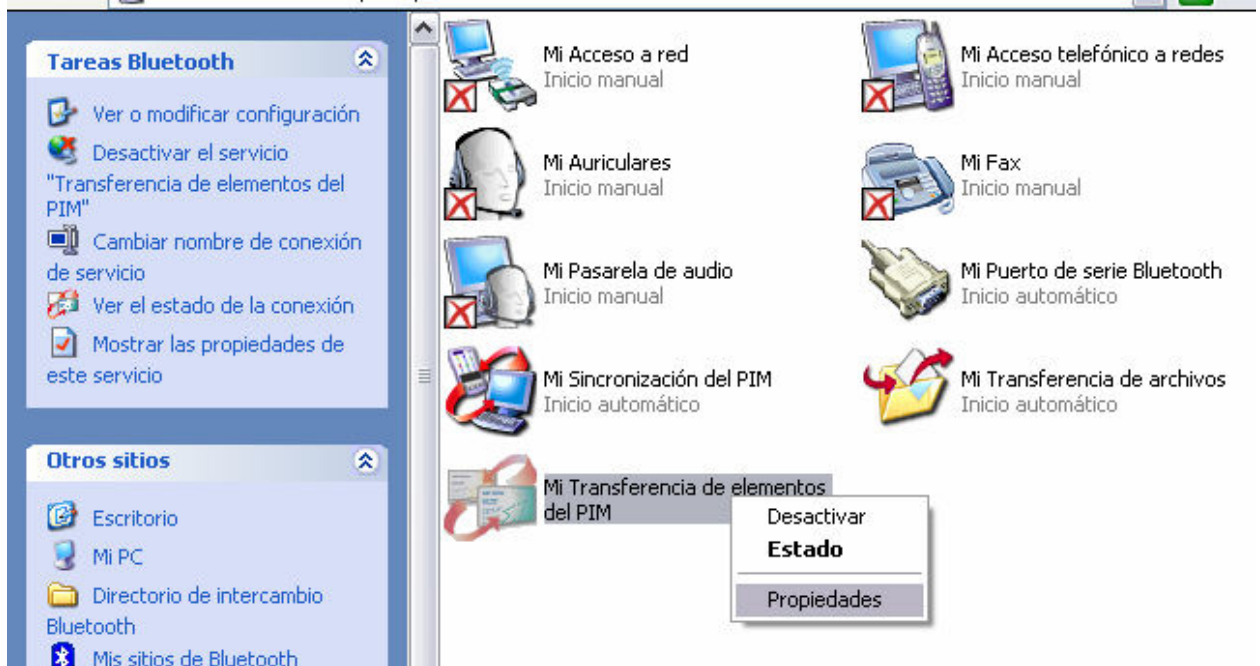 Tareas Bluetooth
Ver o modificar configuración
Desactivar el servicio
"Transferencia de elementos del
PIM"
Cambiar nombre de conexión
de servicio
Ver el estado de la conexión
Mostrar las propiedades de
este servicio
Otros sitios
Escritorio
Mi PC
Directorio de intercambio
Bluetooth
Mis sitios de Bluetooth
Mi Acceso a red
Inicio manual
Mi Acceso telefónico a redes
Inicio manual
Mi Auriculares
Inicio manual
Mi Fax
Inicio manual
Mi Pasarela de audio
Inicio manual
Mi Puerto de serie Bluetooth
Inicio automático
Mi Sincronización del PIM
Inicio automático
Mi Transferencia de archivos
Inicio automático
Mi Transferencia de elementos
del PIM
Desactivar
Estado
Propiedades